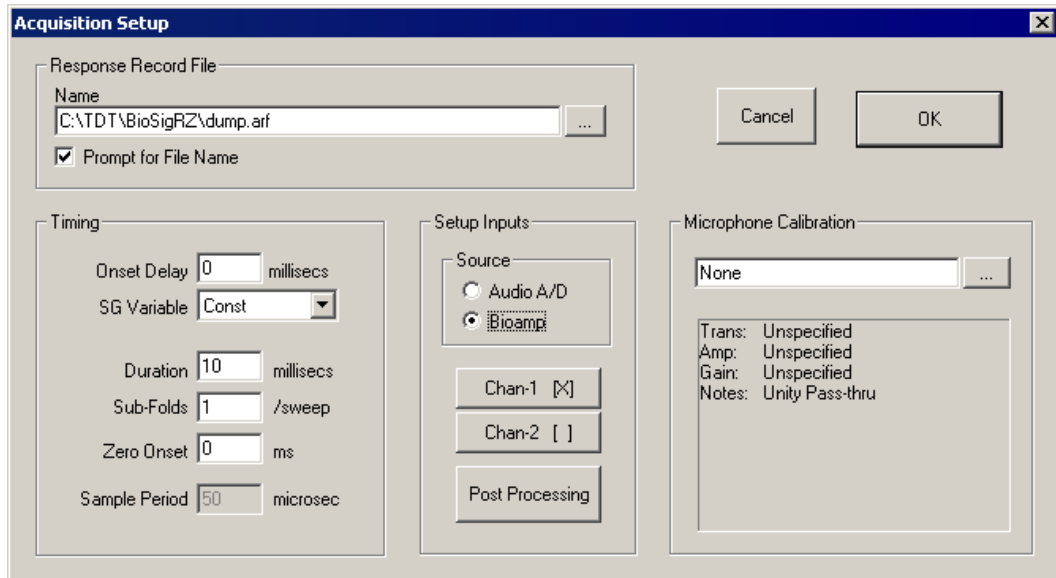 Acquisition Setup
Response Record File
Name
C:\TDT\BioSigRZ\dump.arf
...
Prompt for File Name
Cancel
OK
Timing
Onset Delay 0 millisecs
SG Variable Const
Duration 10 millisecs
Sub-Folds 1 /sweep
Zero Onset 0 ms
Sample Period 50 microsec
Setup Inputs
Source
Audio A/D
Bioamp
Chan-1 [X]
Chan-2 [ ]
Post Processing
Microphone Calibration
None
...
Trans: Unspecified
Amp: Unspecified
Gain: Unspecified
Notes: Unity Pass-thru